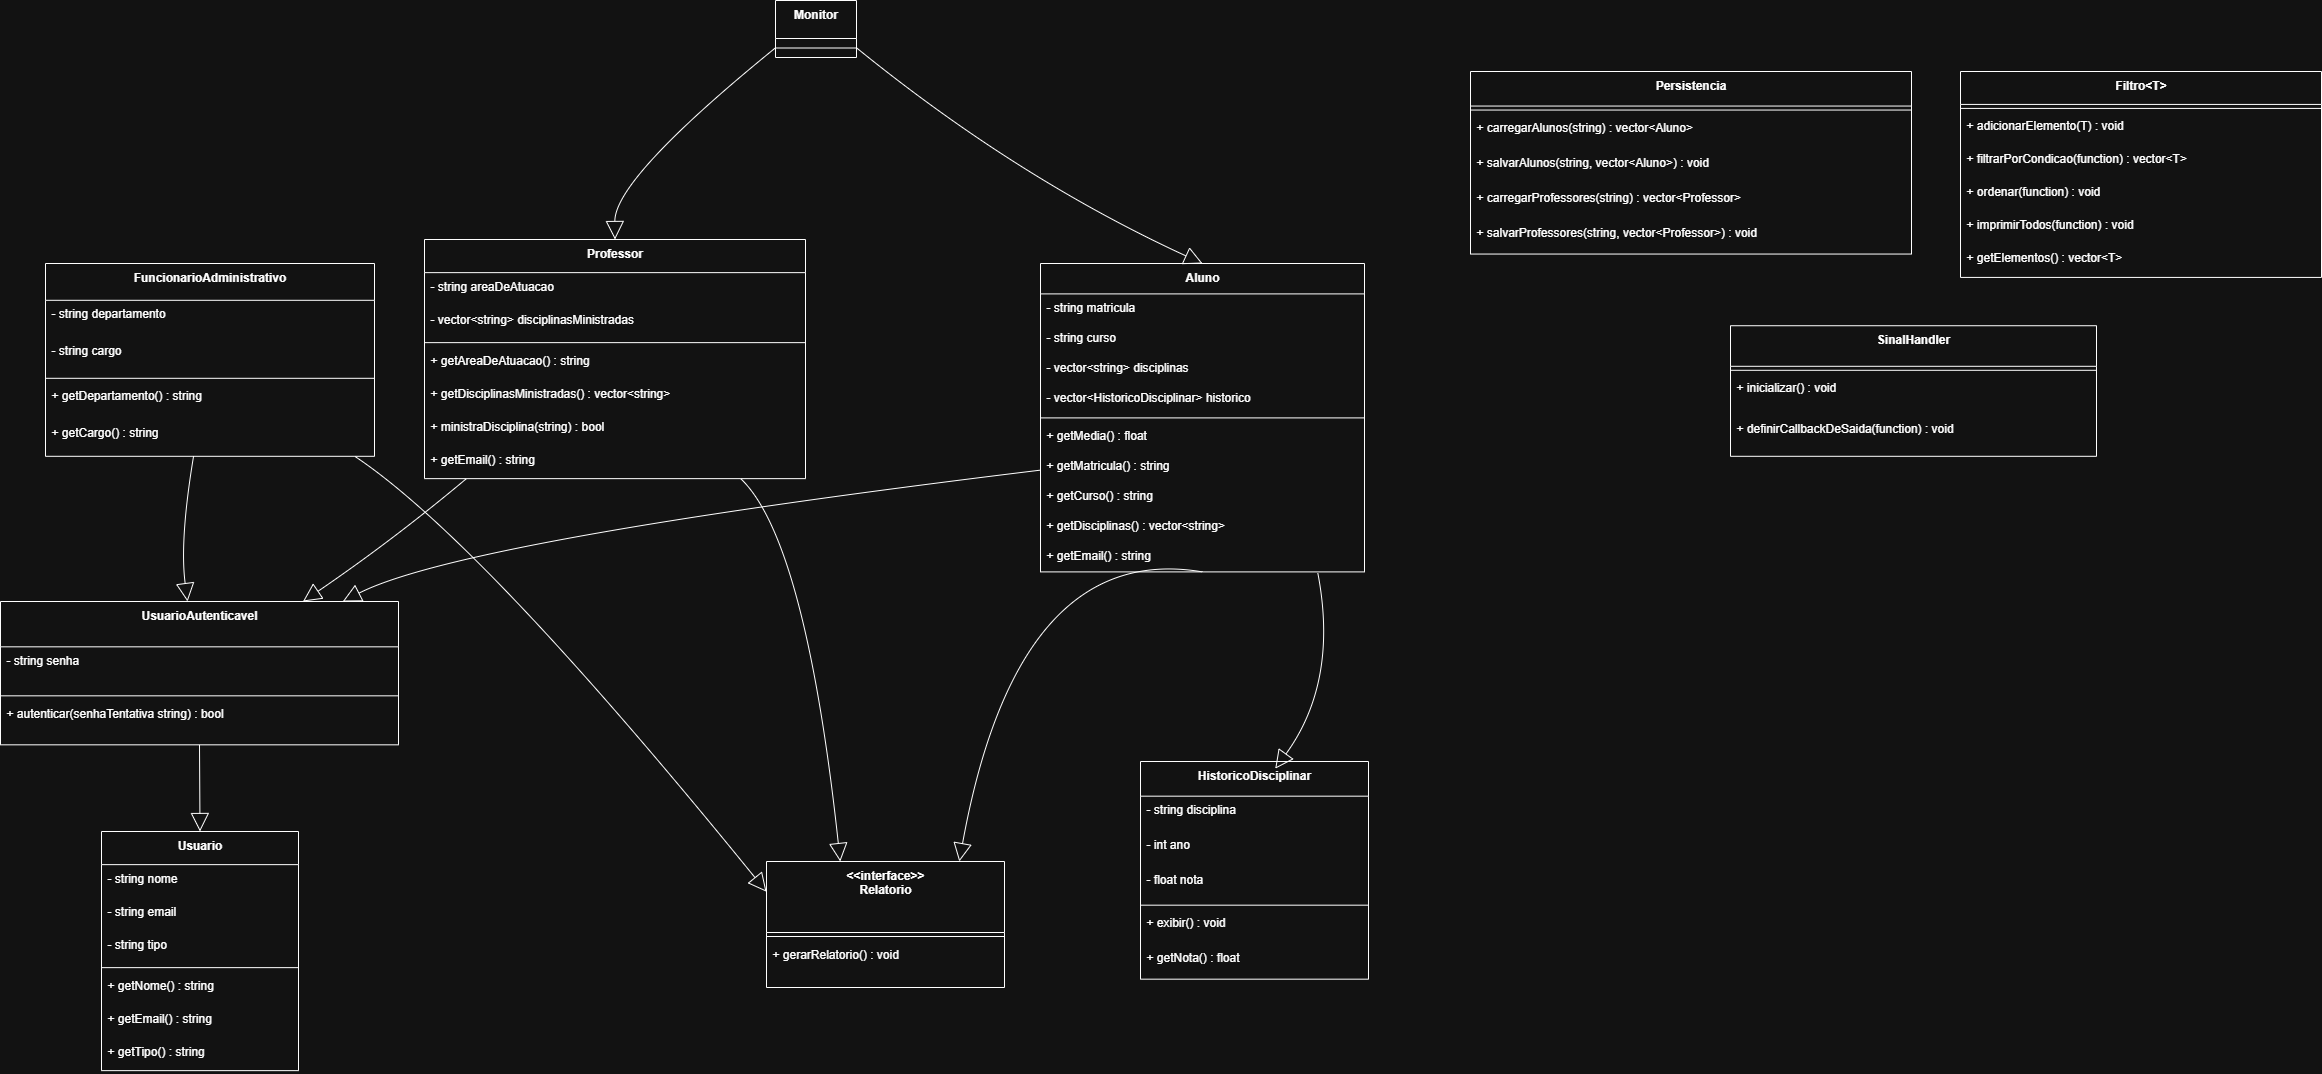 Monitor
Persistencia
+ carregarAlunos(string) : vector<Aluno>
+ salvarAlunos(string, vector<Aluno>) : void
+ carregarProfessores(string) : vector<Professor>
+ salvarProfessores(string, vector<Professor>) : void
Filtro<T>
+ adicionarElemento(T) : void
+ filtrarPorCondicao(function) : vector<T>
+ ordenar(function) : void
+ imprimirTodos(function) : void
+ getElementos() : vector<T>
FuncionarioAdministrativo
- string departamento
- string cargo
+ getDepartamento() : string
+ getCargo() : string
Professor
- string areaDeAtuacao
- vector<string> disciplinasMinistradas
+ getAreaDeAtuacao() : string
+ getDisciplinasMinistradas() : vector<string>
+ ministraDisciplina(string) : bool
+ getEmail() : string
Aluno
- string matricula
- string curso
- vector<string> disciplinas
- vector<HistoricoDisciplinar> historico
+ getMedia() : float
+ getMatricula() : string
+ getCurso() : string
+ getDisciplinas() : vector<string>
+ getEmail() : string
SinalHandler
+ inicializar() : void
+ definirCallbackDeSaida(function) : void
UsuarioAutenticavel
- string senha
+ autenticar(senhaTentativa string) : bool
Usuario
- string nome
- string email
- string tipo
+ getNome() : string
+ getEmail() : string
+ getTipo() : string
<<interface>>
Relatorio
+ gerarRelatorio() : void
HistoricoDisciplinar
- string disciplina
- int ano
- float nota
+ exibir() : void
+ getNota() : float